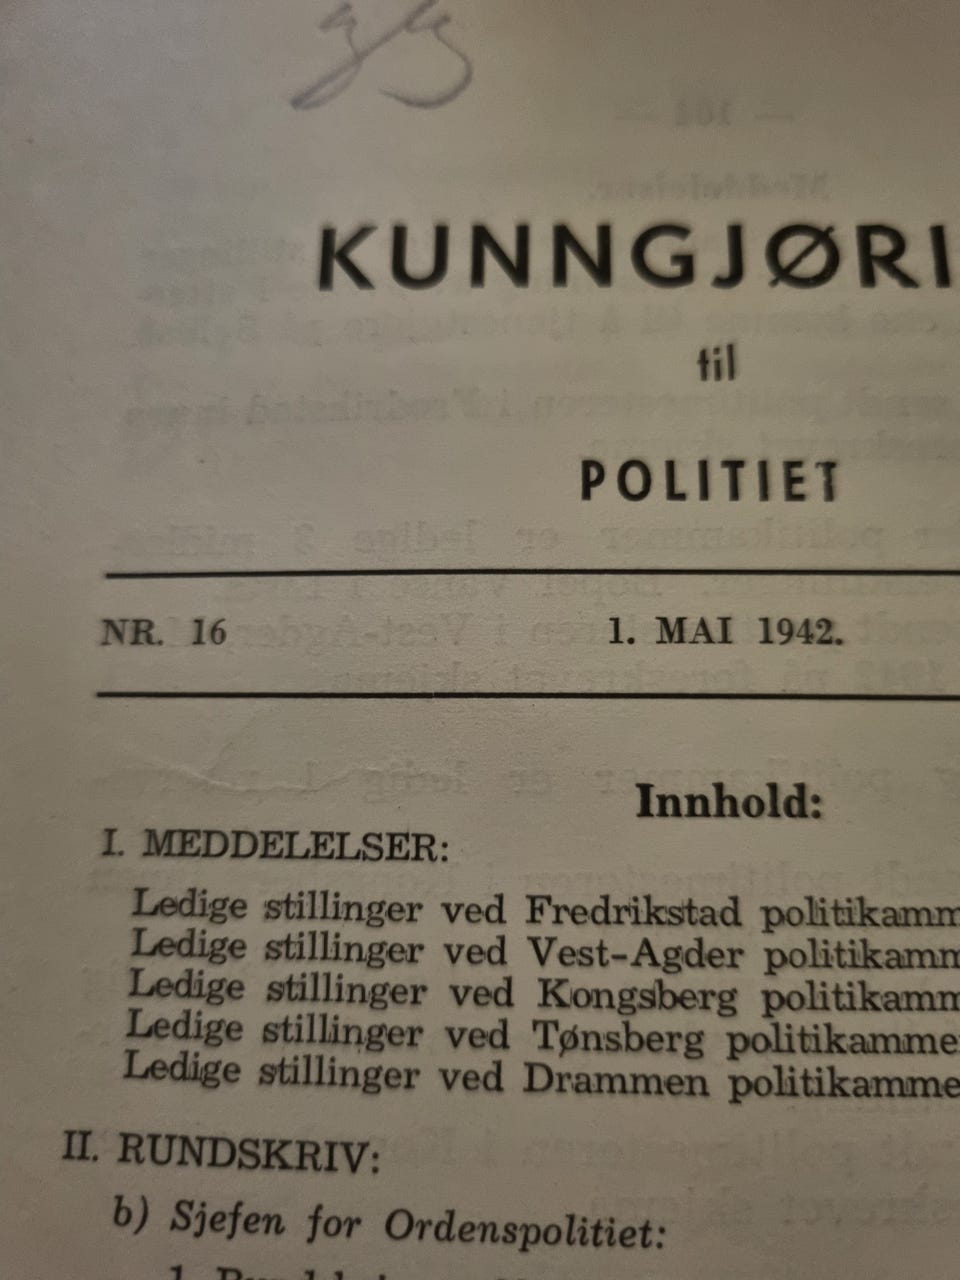 KUNNGJØRI
til
POLITIET
NR. 16 1. MAI 1942.
Innhold:
I. MEDDELELSER:
Ledige stillinger ved Fredrikstad politikamm
Ledige stillinger ved Vest-Agder politikamm
Ledige stillinger ved Kongsberg politikamm
Ledige stillinger ved Tønsberg politikamme
Ledige stillinger ved Drammen politikamme
II. RUNDSKRIV:
b) Sjefen for Ordenspolitiet: